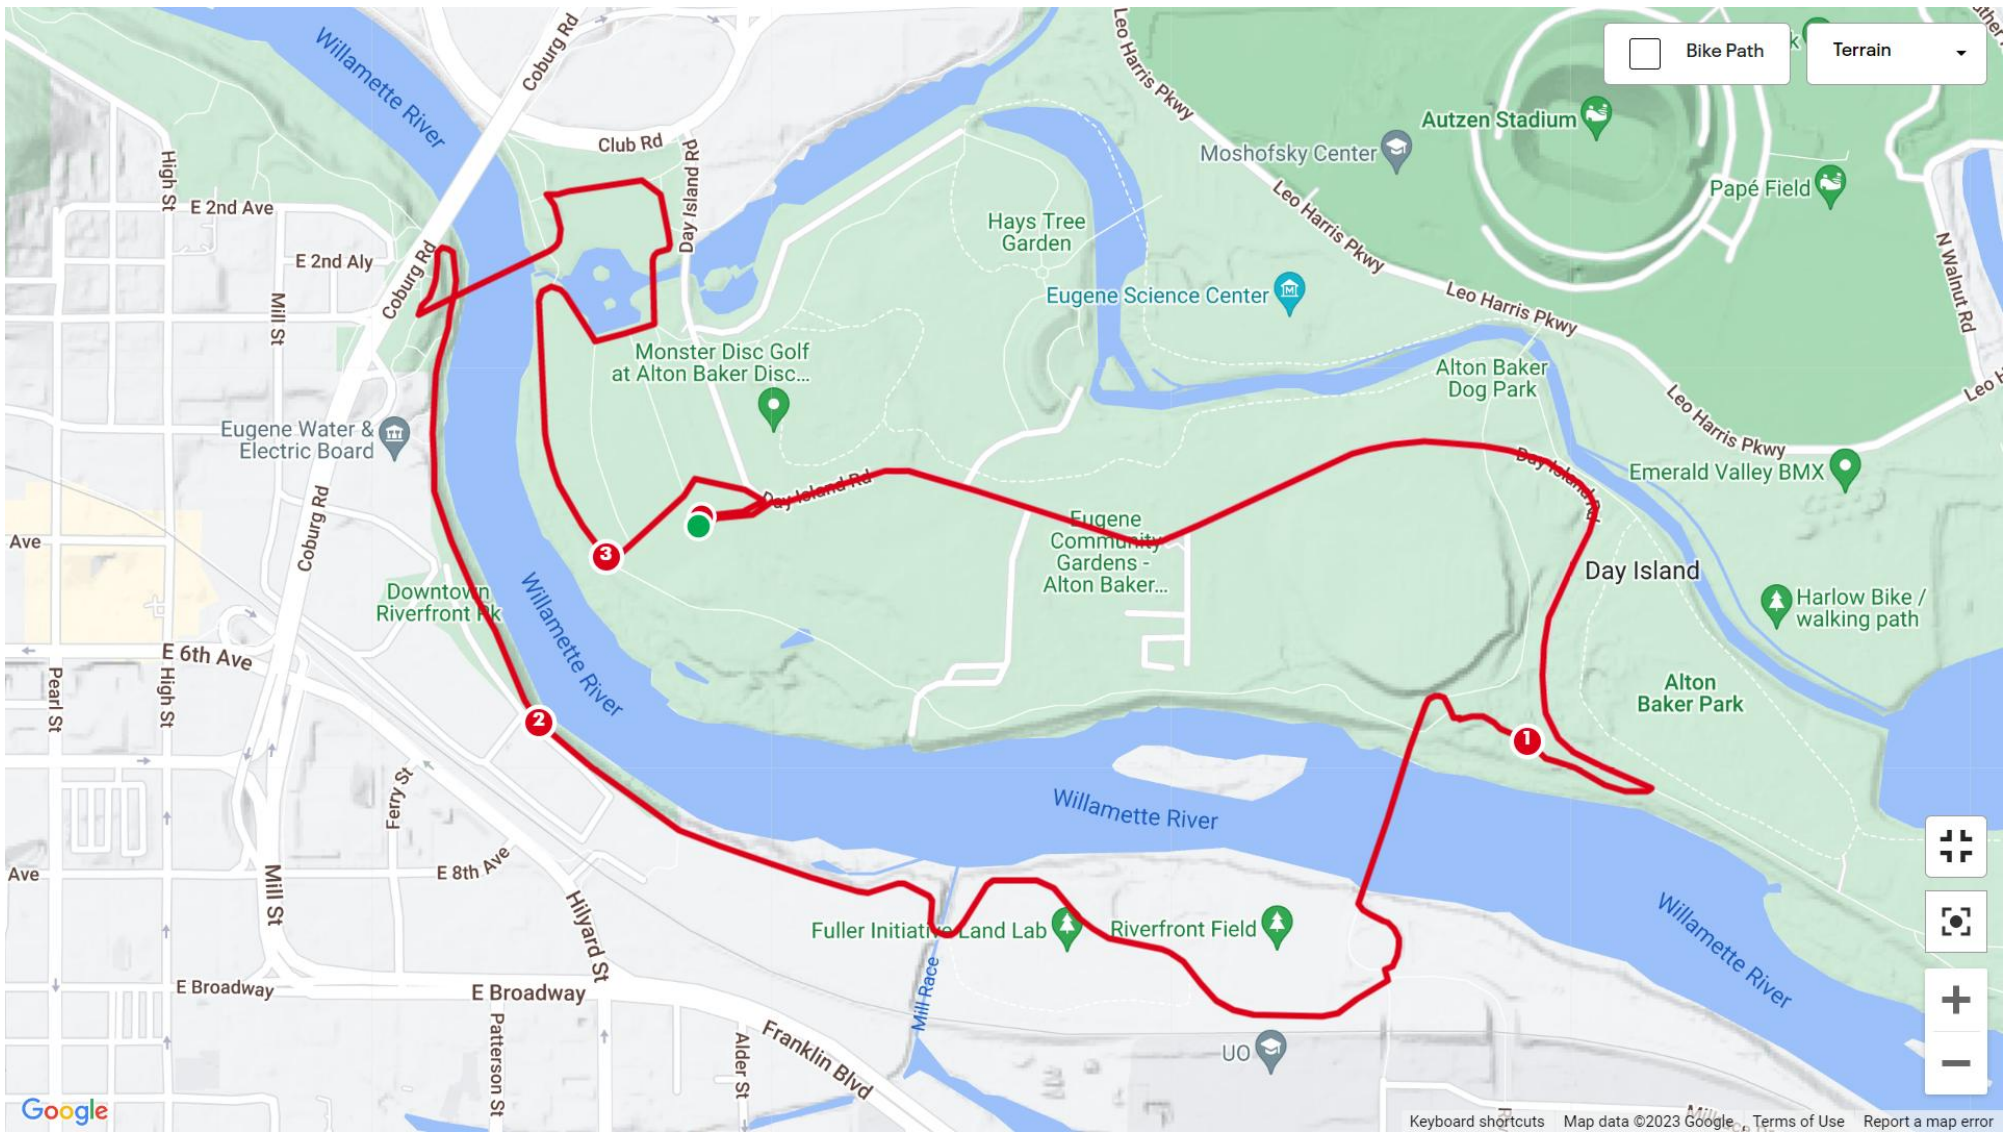 Bike Path
Terrain
Willamette River
Coburg Rd
Leo Harris Pkwy
Autzen Stadium
Club Rd
Day Island Rd
Moshofsky Center
High St
E 2nd Ave
Leo Harris Pkwy
Papé Field
Hays Tree
Garden
N Walnut Rd
E 2nd Aly
Coburg Rd
Mill St
Eugene Science Center
Leo Harris Pkwy
Monster Disc Golf
at Alton Baker Disc...
Alton Baker
Dog Park
Leo H
Leo Harris Pkwy
Eugene Water &
Electric Board
Emerald Valley BMX
Day Island Rd
Day Island Rd
Coburg Rd
Ave
Eugene
Community
Gardens -
Alton Baker...
3
Day Island
Downtown
Riverfront Pk
Willamette River
Harlow Bike /
walking path
E 6th Ave
Pearl St
High St
Alton
Baker Park
2
1
Ferry St
Willamette River
E 8th Ave
Ave
Mill St
Hilyard St
Fuller Initiative Land Lab
Riverfront Field
Willamette River
E Broadway
E Broadway
Mill Race
Patterson St
Alder St
Franklin Blvd
UO
Google
Keyboard shortcuts
Map data ©2023 Google
Terms of Use
Report a map error